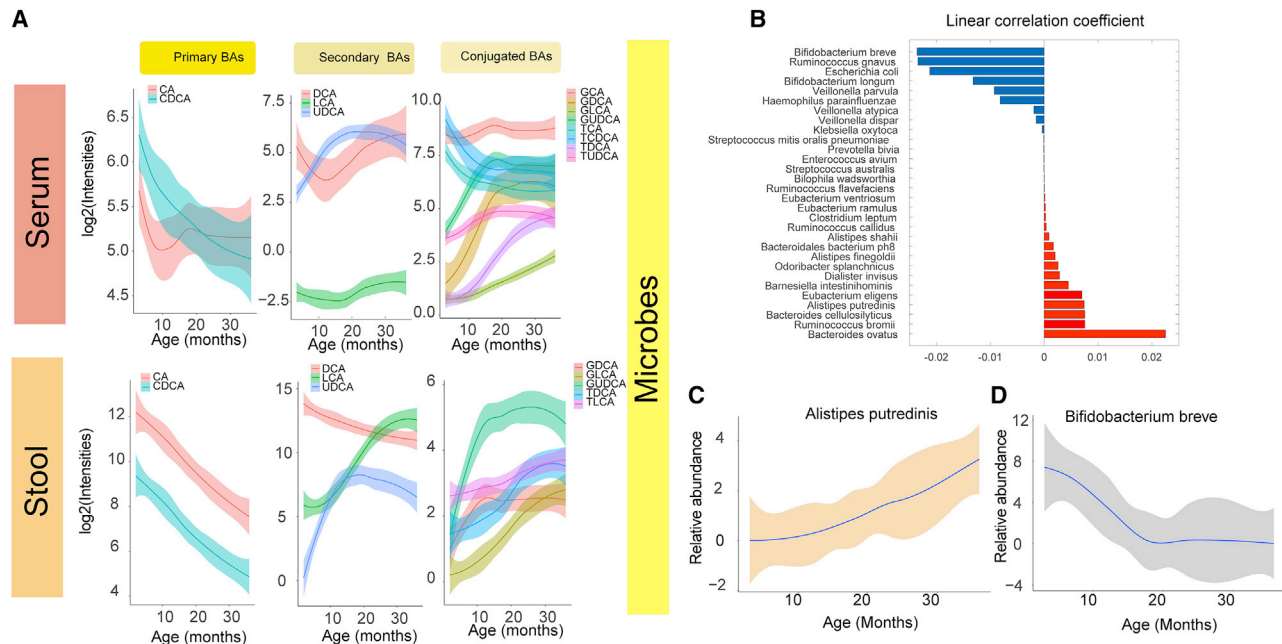 A
Primary BAs
Secondary BAs
Conjugated BAs
Serum
log2(Intensities)
CA
CDCA
6.5
6.0
5.5
5.0
4.5
10 20 30
Age (months)
DCA
LCA
UDCA
7.5
5.0
2.5
0.0
−2.5
10 20 30
Age (months)
GCA
GDCA
GLCA
GUDCA
TCA
TCDCA
TDCA
TUDCA
10.0
7.5
5.0
2.5
0.0
10 20 30
Age (months)
Stool
log2(Intensities)
CA
CDCA
12
10
8
6
4
10 20 30
Age (months)
DCA
LCA
UDCA
15
10
5
0
10 20 30
Age (months)
GDCA
GLCA
GUDCA
TDCA
TLCA
6
4
2
0
10 20 30
Age (months)
Microbes
B
Linear correlation coefficient
Bifidobacterium breve
Ruminococcus gnavus
Escherichia coli
Bifidobacterium longum
Veillonella parvula
Haemophilus parainfluenzae
Veillonella atypica
Veillonella dispar
Klebsiella oxytoca
Streptococcus mitis oralis pneumoniae
Prevotella bivia
Enterococcus avium
Streptococcus australis
Bilophila wadsworthia
Ruminococcus flavefaciens
Eubacterium ventriosum
Eubacterium ramulus
Clostridium leptum
Ruminococcus callidus
Alistipes shahii
Bacteroidales bacterium ph8
Alistipes finegoldii
Odoribacter splanchnicus
Dialister invisus
Barnesiella intestinihominis
Eubacterium eligens
Alistipes putredinis
Bacteroides cellulosilyticus
Ruminococcus bromii
Bacteroides ovatus
-0.02 -0.01 0 0.01 0.02
C
Alistipes putredinis
Relative abundance
4
2
0
−2
10 20 30
Age (Months)
D
Bifidobacterium breve
Relative abundance
12
8
4
0
−4
10 20 30
Age (Months)